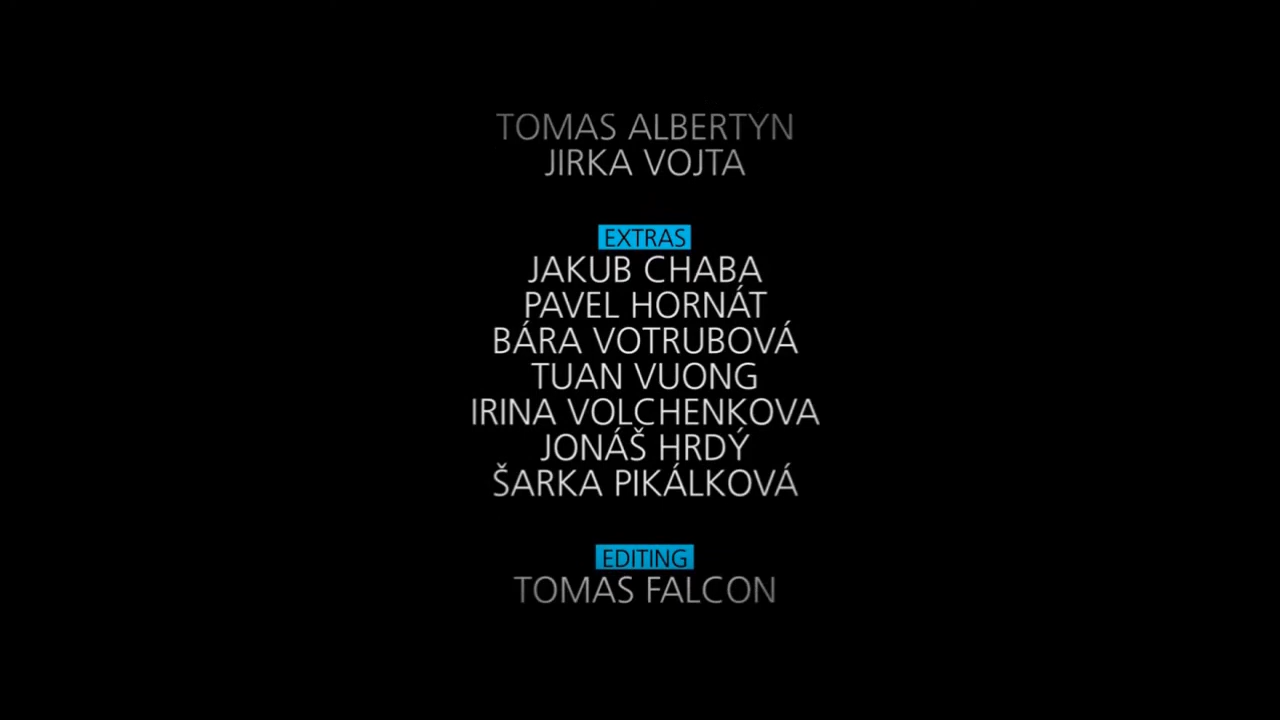 TOMAS ALBERTYN
JIRKA VOJTA
EXTRAS
JAKUB CHABA
PAVEL HORNÁT
BÁRA VOTRUBOVÁ
TUAN VUONG
IRINA VOLCHENKOVA
JONÁŠ HRDÝ
ŠARKA PIKÁLKOVÁ
EDITING
TOMAS FALCON